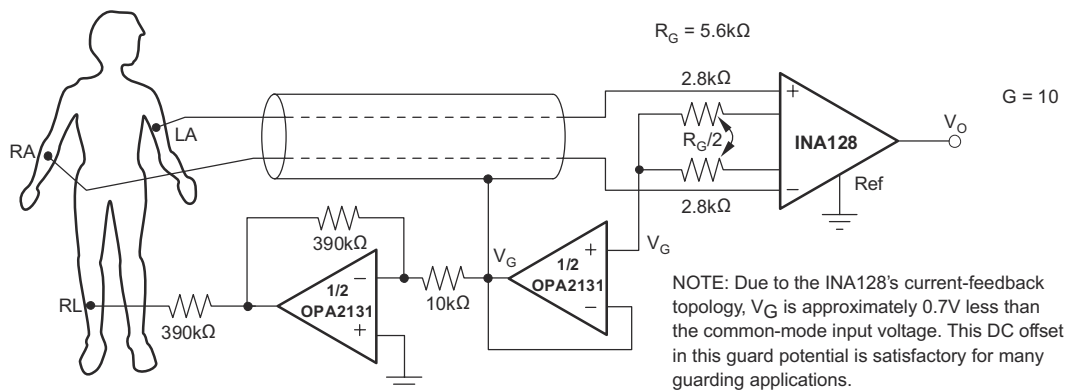 R_G = 5.6kΩ
2.8kΩ
G = 10
LA
RA
+
R_G/2
INA128
V_O
−
Ref
2.8kΩ
390kΩ
V_G
+
V_G
1/2
OPA2131
−
−
1/2
OPA2131
+
10kΩ
RL
390kΩ
NOTE: Due to the INA128's current-feedback
topology, V_G is approximately 0.7V less than
the common-mode input voltage. This DC offset
in this guard potential is satisfactory for many
guarding applications.